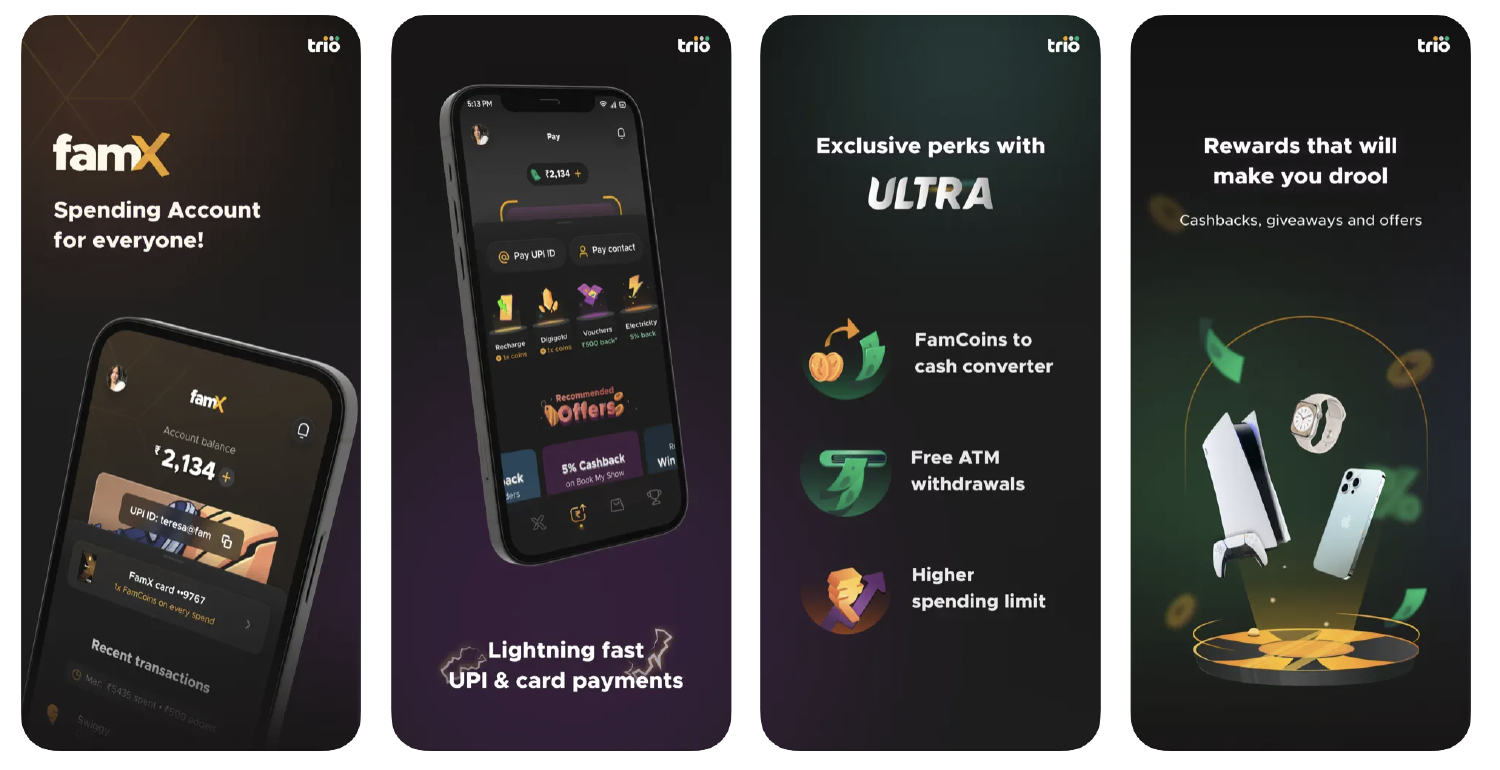 trio
famX
Spending Account
for everyone!
famX
Account balance
₹2,134 +
UPI ID: teresa@fam
FamX card ••9767
1x FamCoins on every spend
Recent transactions
Mar: ₹5435 spent • ₹500 added
Swiggy
trio
5:13 PM
Pay
₹2,134 +
Pay UPI ID
Pay contact
Recharge
1x coins
Digigold
1x coins
Vouchers
₹500 back*
Electricity
5% back
Recommended
Offers
5% Cashback
on Book My Show
Win
Lightning fast
UPI & card payments
trio
Exclusive perks with
ULTRA
FamCoins to
cash converter
Free ATM
withdrawals
Higher
spending limit
trio
Rewards that will
make you drool
Cashbacks, giveaways and offers
%